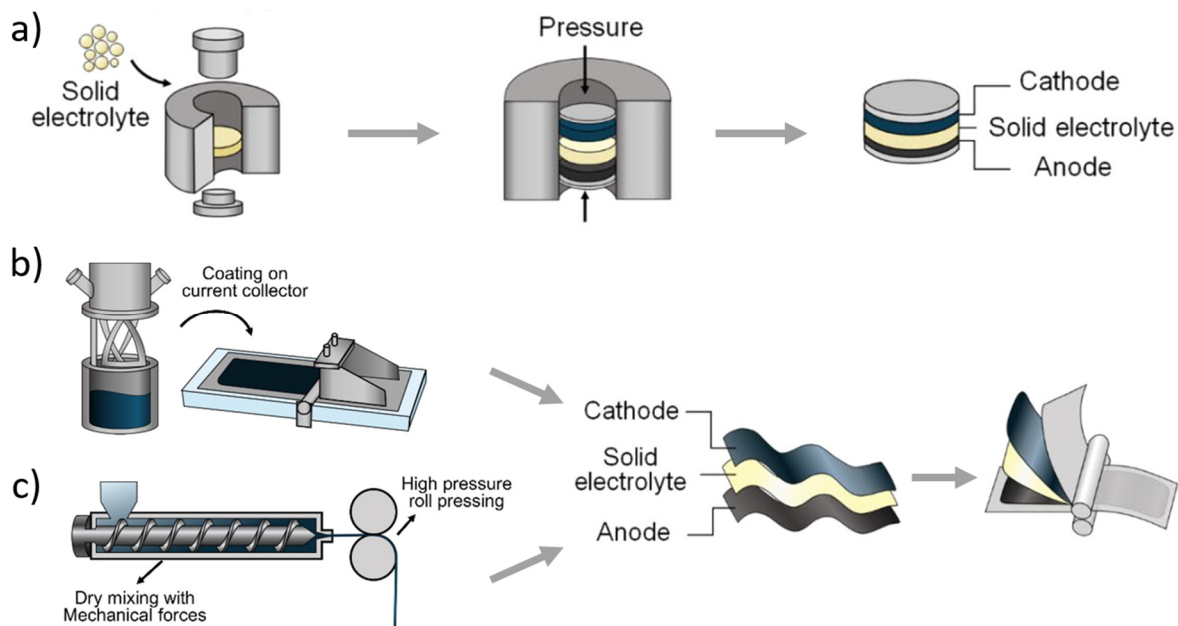 a)
Solid
electrolyte
Pressure
Cathode
Solid electrolyte
Anode
b)
Coating on
current collector
c)
High pressure
roll pressing
Dry mixing with
Mechanical forces
Cathode
Solid
electrolyte
Anode